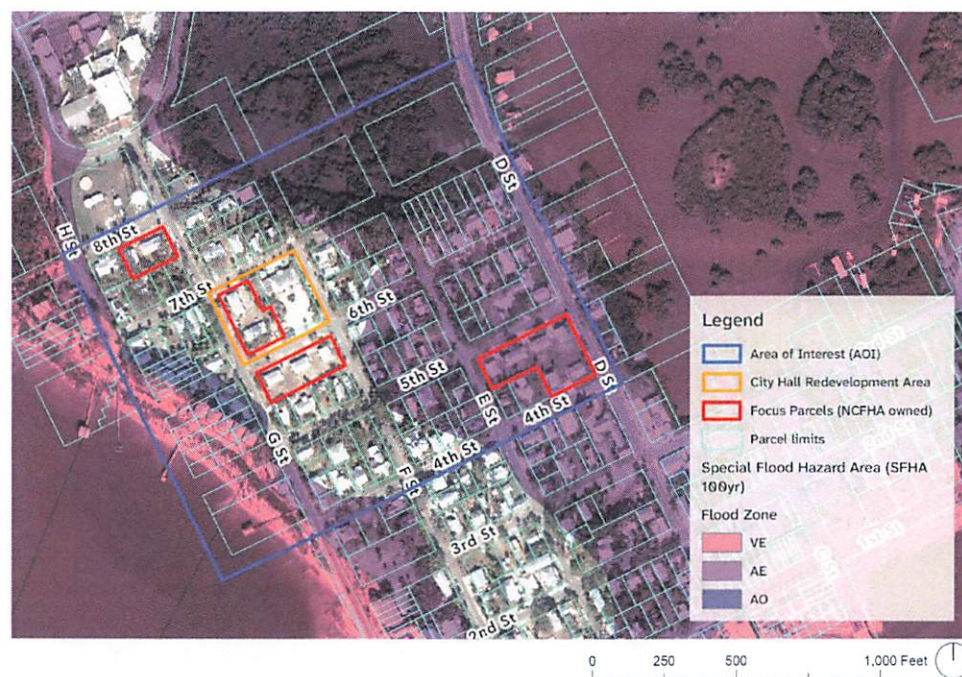 D St
H St
8th St
7th St
6th St
5th St
D St
E St
4th St
G St
4th St
F St
3rd St
2nd St
1st St
Legend
Area of Interest (AOI)
City Hall Redevelopment Area
Focus Parcels (NCFHA owned)
Parcel limits
Special Flood Hazard Area (SFHA
100yr)
Flood Zone
VE
AE
AO
0 250 500 1,000 Feet